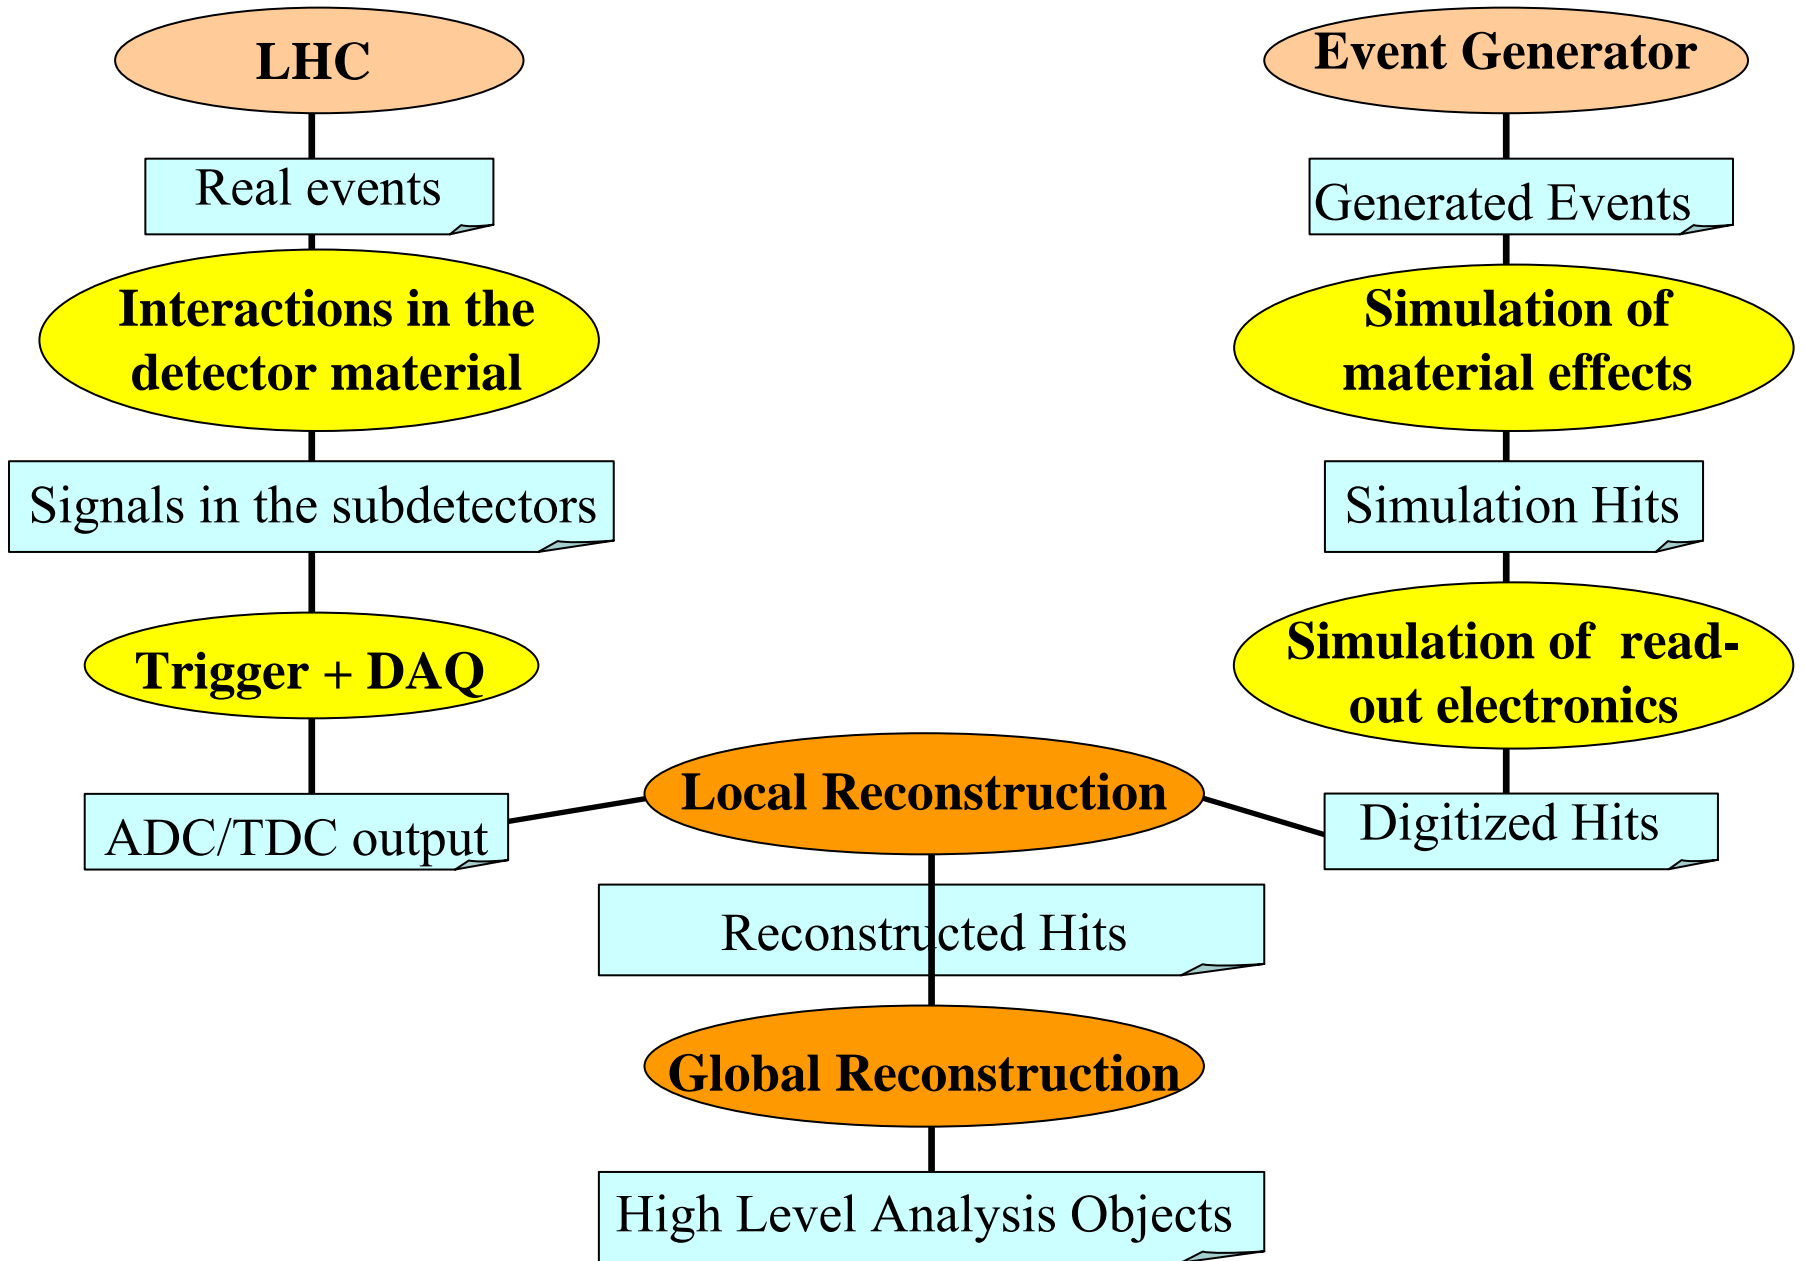 LHC
Event Generator
Real events
Generated Events
Interactions in the
detector material
Simulation of
material effects
Signals in the subdetectors
Simulation Hits
Trigger + DAQ
Simulation of  read-
out electronics
Local Reconstruction
ADC/TDC output
Digitized Hits
Reconstructed Hits
Global Reconstruction
High Level Analysis Objects